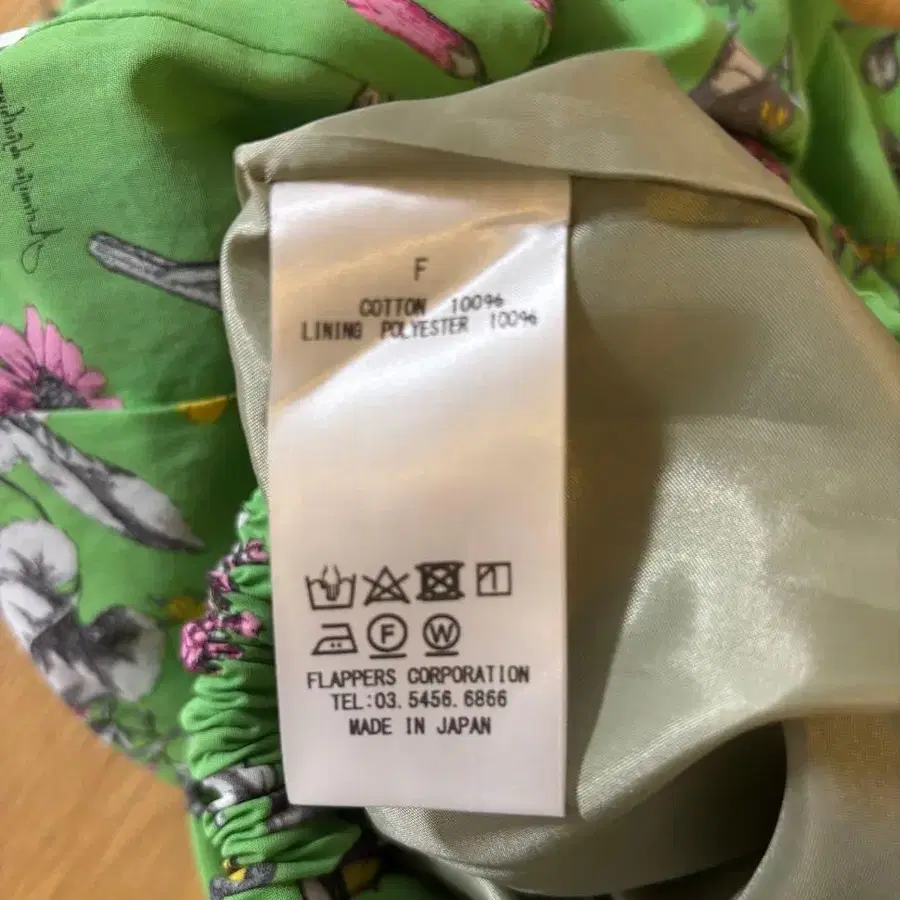 F
COTTON 100%
LINING POLYESTER 100%
F
W
FLAPPERS CORPORATION
TEL:03.5456.6866
MADE IN JAPAN